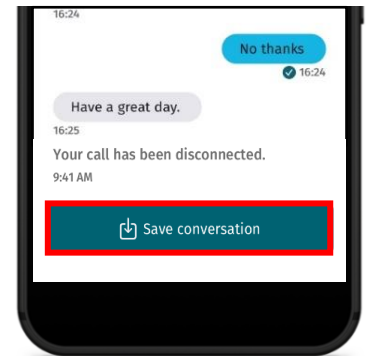 16:24
No thanks
16:24
Have a great day.
16:25
Your call has been disconnected.
9:41 AM
Save conversation